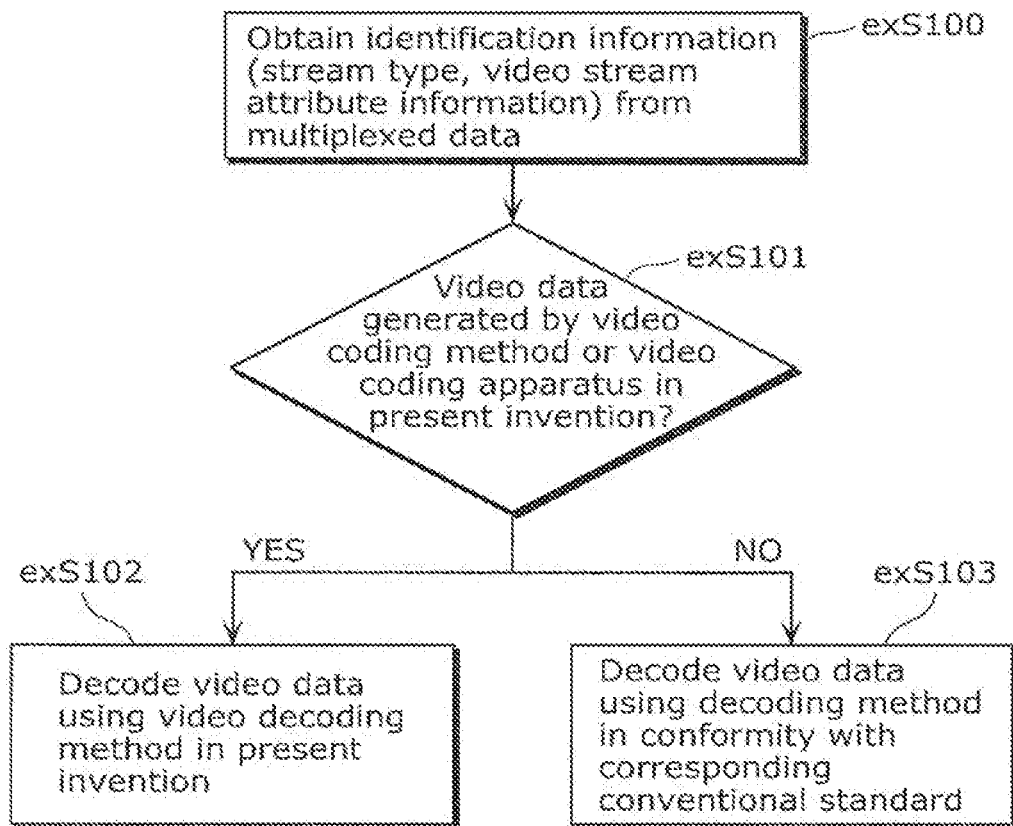 exS100
Obtain identification information
(stream type, video stream
attribute information) from
multiplexed data
exS101
Video data
generated by video
coding method or video
coding apparatus in
present invention?
YES
NO
exS102
exS103
Decode video data
using video decoding
method in present
invention
Decode video data
using decoding method
in conformity with
corresponding
conventional standard